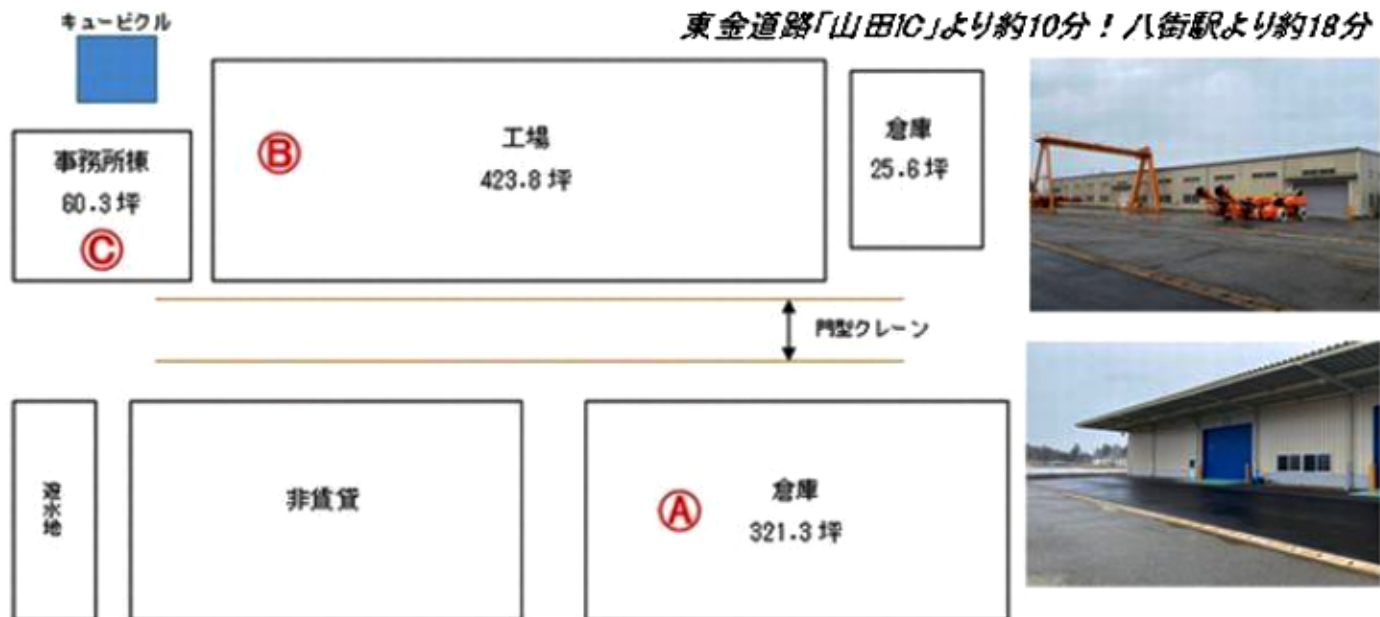 キュービクル
東金道路「山田IC」より約10分！八街駅より約18分
事務所棟
60.3坪
Ⓒ
Ⓑ
工場
423.8坪
倉庫
25.6坪
門型クレーン
遊水地
非賃貸
Ⓐ
倉庫
321.3坪